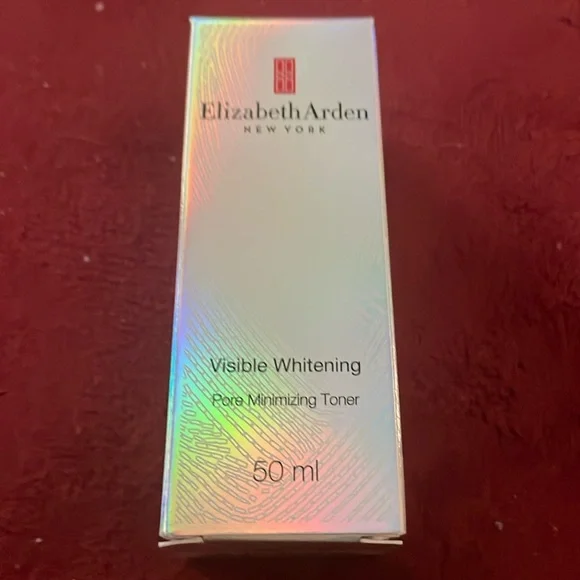 Elizabeth Arden
NEW YORK
Visible Whitening
Pore Minimizing Toner
50 ml